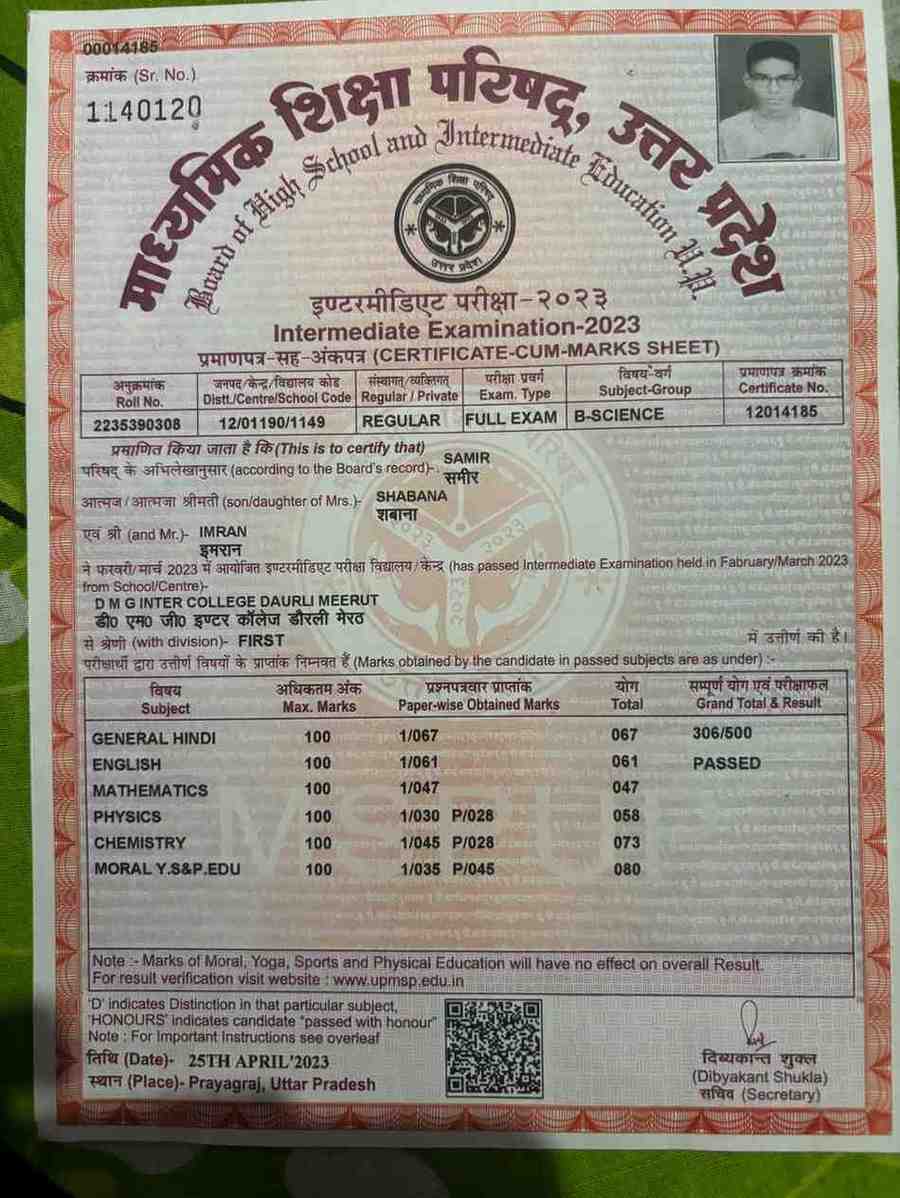 00014185
क्रमांक (Sr. No.)
1140120
माध्यमिक शिक्षा परिषद्, उत्तर प्रदेश
Board of High School and Intermediate Education U.P.
माध्यमिक शिक्षा परिषद्
उत्तर प्रदेश
इण्टरमीडिएट परीक्षा-२०२३
Intermediate Examination-2023
प्रमाणपत्र-सह-अंकपत्र (CERTIFICATE-CUM-MARKS SHEET)
अनुक्रमांक जनपद/केन्द्र/विद्यालय कोड संस्थागत/व्यक्तिगत परीक्षा प्रवर्ग विषय-वर्ग प्रमाणपत्र क्रमांक
Roll No. Distt./Centre/School Code Regular / Private Exam. Type Subject-Group Certificate No.
2235390308 12/01190/1149 REGULAR FULL EXAM B-SCIENCE 12014185
प्रमाणित किया जाता है कि (This is to certify that)
SAMIR
परिषद् के अभिलेखानुसार (according to the Board's record)-
समीर
SHABANA
आत्मज/आत्मजा श्रीमती (son/daughter of Mrs.)-
शबाना
एवं श्री (and Mr.)- IMRAN
इमरान
ने फरवरी/मार्च 2023 में आयोजित इण्टरमीडिएट परीक्षा विद्यालय/केन्द्र (has passed Intermediate Examination held in Fabruary/March 2023
from School/Centre)-
D M G INTER COLLEGE DAURLI MEERUT
डी0 एम0 जी0 इण्टर कॉलेज डौरली मेरठ
से श्रेणी (with division)- FIRST में उत्तीर्ण की है।
परीक्षार्थी द्वारा उत्तीर्ण विषयों के प्राप्तांक निम्नवत हैं (Marks obtained by the candidate in passed subjects are as under) :-
विषय अधिकतम अंक प्रश्नपत्रवार प्राप्तांक योग सम्पूर्ण योग एवं परीक्षाफल
Subject Max. Marks Paper-wise Obtained Marks Total Grand Total & Result
GENERAL HINDI 100 1/067 067 306/500
ENGLISH 100 1/061 061 PASSED
MATHEMATICS 100 1/047 047
PHYSICS 100 1/030 P/028 058
CHEMISTRY 100 1/045 P/028 073
MORAL Y.S&P.EDU 100 1/035 P/045 080
Note :- Marks of Moral, Yoga, Sports and Physical Education will have no effect on overall Result.
For result verification visit website : www.upmsp.edu.in
'D' indicates Distinction in that particular subject,
'HONOURS' indicates candidate "passed with honour"
Note : For Important Instructions see overleaf
तिथि (Date)- 25TH APRIL'2023
स्थान (Place)- Prayagraj, Uttar Pradesh
दिव्यकान्त शुक्ल
(Dibyakant Shukla)
सचिव (Secretary)